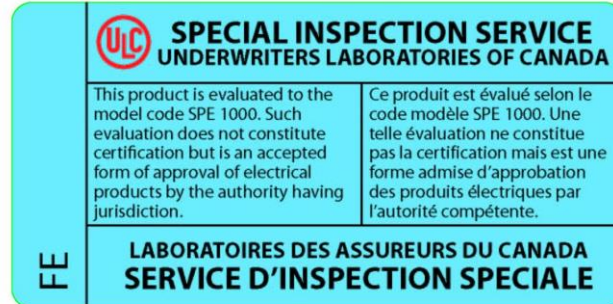 ULC
SPECIAL INSPECTION SERVICE
UNDERWRITERS LABORATORIES OF CANADA
This product is evaluated to the
model code SPE 1000. Such
evaluation does not constitute
certification but is an accepted
form of approval of electrical
products by the authority having
jurisdiction.
Ce produit est évalué selon le
code modèle SPE 1000. Une
telle évaluation ne constitue
pas la certification mais est une
forme admise d'approbation
des produits électriques par
l'autorité compétente.
FE
LABORATOIRES DES ASSUREURS DU CANADA
SERVICE D'INSPECTION SPECIALE